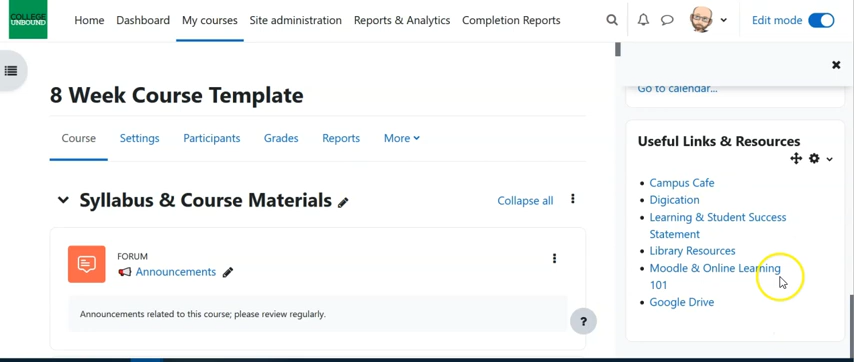 COLLEGE
UNBOUND
Home Dashboard My courses Site administration Reports & Analytics Completion Reports
Edit mode
8 Week Course Template
Course Settings Participants Grades Reports More
Syllabus & Course Materials
Collapse all
FORUM
Announcements
Announcements related to this course; please review regularly.
?
Go to calendar...
Useful Links & Resources
Campus Cafe
Digication
Learning & Student Success
Statement
Library Resources
Moodle & Online Learning
101
Google Drive